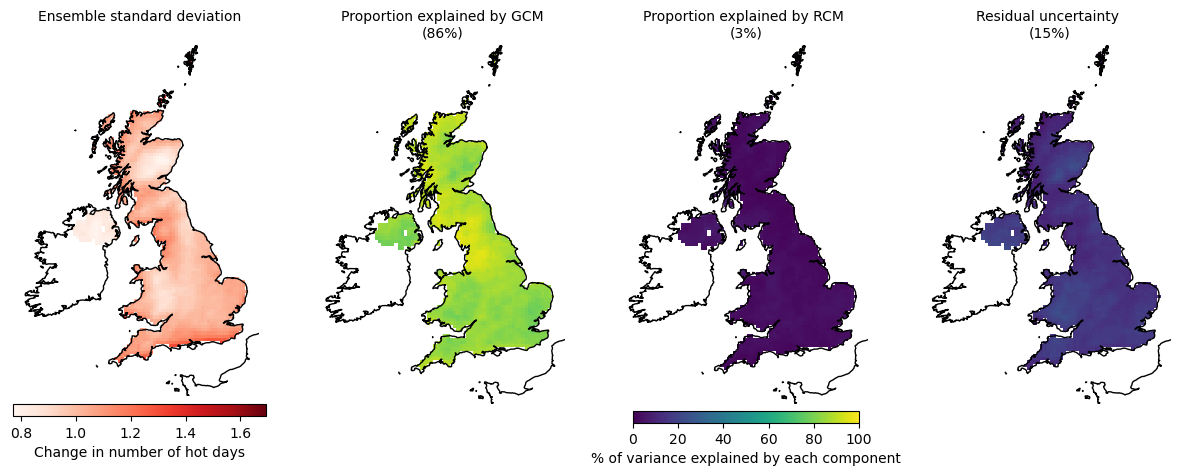 Ensemble standard deviation
Proportion explained by GCM
(86%)
Proportion explained by RCM
(3%)
Residual uncertainty
(15%)
0.8 1.0 1.2 1.4 1.6
Change in number of hot days
0 20 40 60 80 100
% of variance explained by each component